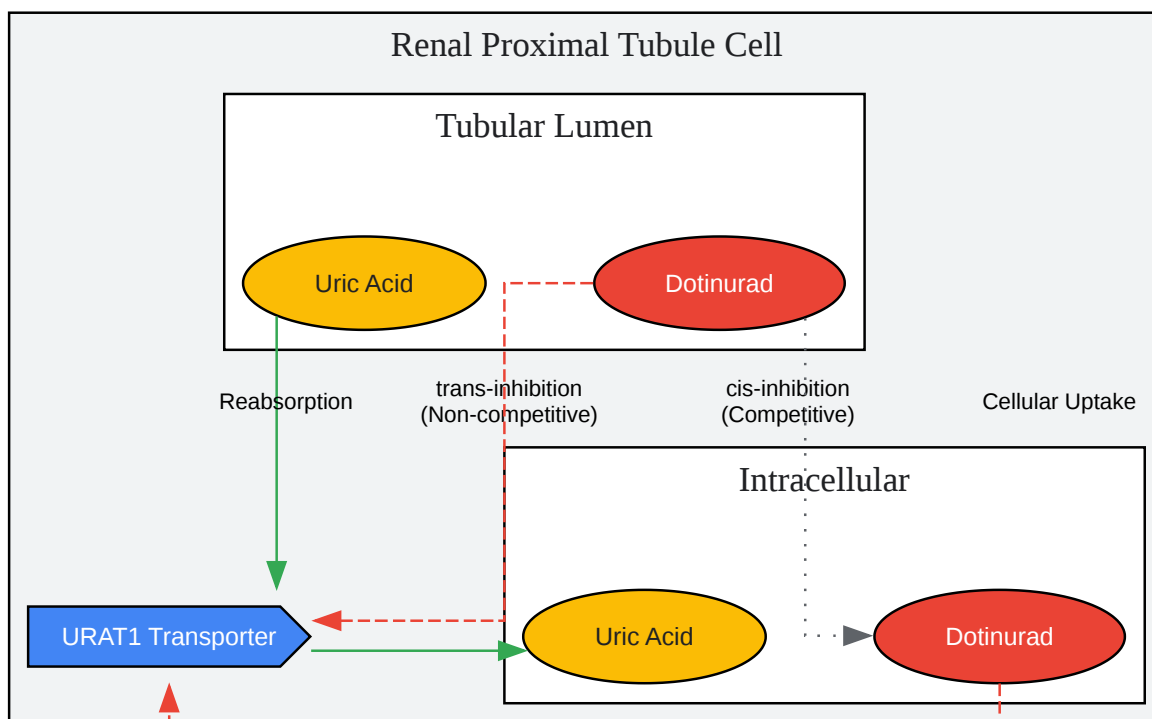 Renal Proximal Tubule Cell
Tubular Lumen
Uric Acid
Dotinurad
Reabsorption
trans-inhibition
(Non-competitive)
cis-inhibition
(Competitive)
Cellular Uptake
Intracellular
URAT1 Transporter
Uric Acid
Dotinurad